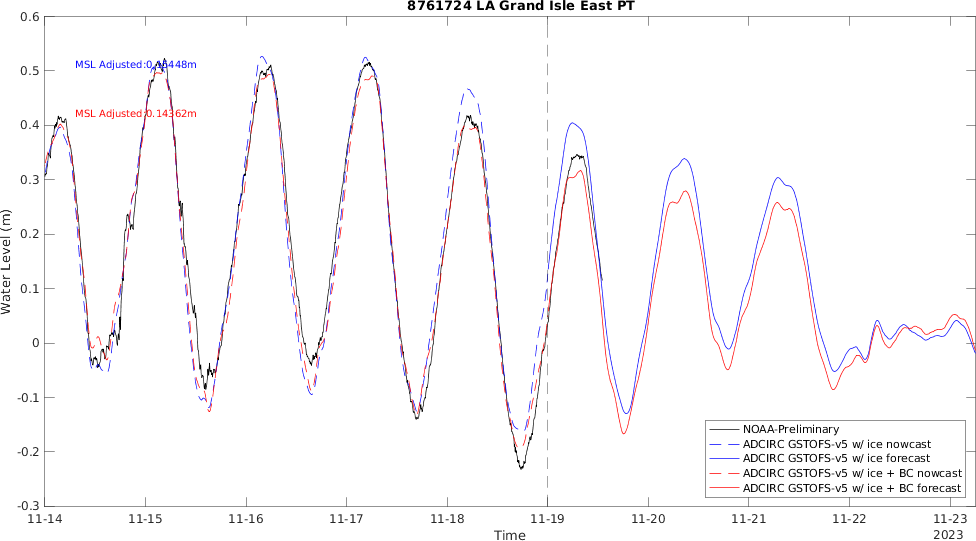 8761724 LA Grand Isle East PT
Water Level (m)
0.6
0.5
0.4
0.3
0.2
0.1
0
-0.1
-0.2
-0.3
MSL Adjusted:
MSL Adjusted:0.14362m
NOAA-Preliminary
ADCIRC GSTOFS-v5 w/ ice nowcast
ADCIRC GSTOFS-v5 w/ ice forecast
ADCIRC GSTOFS-v5 w/ice + BC nowcast
ADCIRC GSTOFS-v5 w/ice + BC forecast
11-14 11-15 11-16 11-17 11-18 11-19 11-20 11-21 11-22 11-23
Time
2023